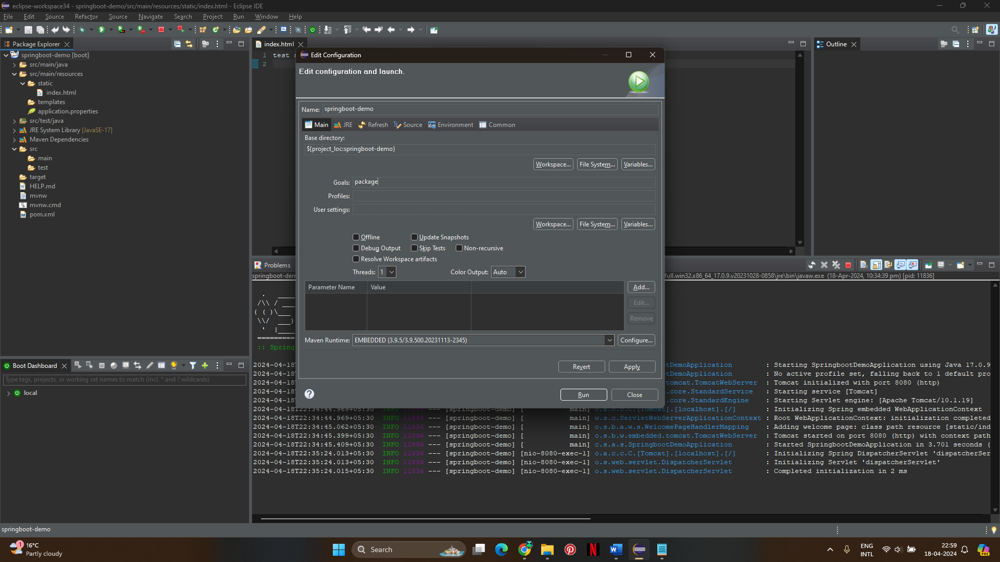 eclipse-workspace34 - springboot-demo/src/main/resources/static/index.html - Eclipse IDE
File Edit Source Refactor Source Navigate Search Project Run Window Help
Package Explorer
springboot-demo [boot]
src/main/java
src/main/resources
static
index.html
templates
application.properties
src/test/java
JRE System Library [JavaSE-17]
Maven Dependencies
src
main
test
target
HELP.md
mvnw
mvnw.cmd
pom.xml
index.html
1 test
2
Outline
Edit Configuration
Edit configuration and launch.
Name: springboot-demo
Main JRE Refresh Source Environment Common
Base directory:
${project_loc:springboot-demo}
Workspace... File System... Variables...
Goals: package
Profiles:
User settings:
Workspace... File System... Variables...
Offline Update Snapshots
Debug Output Skip Tests Non-recursive
Resolve Workspace artifacts
Threads: 1 Color Output: Auto
Parameter Name Value
Add...
Edit...
Remove
Maven Runtime: EMBEDDED (3.9.5/3.9.500.20231113-2345) Configure...
Revert Apply
Run Close
Problems
full.win32.x86_64_17.0.9.v20231028-0858\jre\bin\javaw.exe (18-Apr-2024, 10:34:39 pm) [pid: 11836]
:: Spring
Boot Dashboard
Type tags, projects, or working set names to match (incl. * and ? wildcards)
local
2024-04-18T tDemoApplication : Starting SpringbootDemoApplication using Java 17.0.9
2024-04-18T tDemoApplication : No active profile set, falling back to 1 default pro
2024-04-18T tomcat.TomcatWebServer : Tomcat initialized with port 8080 (http)
2024-04-18T .core.StandardService : Starting service [Tomcat]
2024-04-18T .core.StandardEngine : Starting Servlet engine: [Apache Tomcat/10.1.19]
2024-04-18T22:34:44.969+05:30 INFO 11836 --- [springboot-demo] [ main] o.a.c.c.C.[Tomcat].[localhost].[/] : Initializing Spring embedded WebApplicationContext
2024-04-18T22:34:44.969+05:30 INFO 11836 --- [springboot-demo] [ main] w.s.c.ServletWebServerApplicationContext : Root WebApplicationContext: initialization completed
2024-04-18T22:34:45.062+05:30 INFO 11836 --- [springboot-demo] [ main] o.s.b.a.w.s.WelcomePageHandlerMapping : Adding welcome page: class path resource [static/ind
2024-04-18T22:34:45.399+05:30 INFO 11836 --- [springboot-demo] [ main] o.s.b.w.embedded.tomcat.TomcatWebServer : Tomcat started on port 8080 (http) with context path
2024-04-18T22:34:45.409+05:30 INFO 11836 --- [springboot-demo] [ main] c.s.a.s.SpringbootDemoApplication : Started SpringbootDemoApplication in 3.701 seconds (
2024-04-18T22:35:24.013+05:30 INFO 11836 --- [springboot-demo] [nio-8080-exec-1] o.a.c.c.C.[Tomcat].[localhost].[/] : Initializing Spring DispatcherServlet 'dispatcherSer
2024-04-18T22:35:24.013+05:30 INFO 11836 --- [springboot-demo] [nio-8080-exec-1] o.s.web.servlet.DispatcherServlet : Initializing Servlet 'dispatcherServlet'
2024-04-18T22:35:24.015+05:30 INFO 11836 --- [springboot-demo] [nio-8080-exec-1] o.s.web.servlet.DispatcherServlet : Completed initialization in 2 ms
springboot-demo
1
16°C
Partly cloudy
Search
ENG
INTL
22:59
18-04-2024